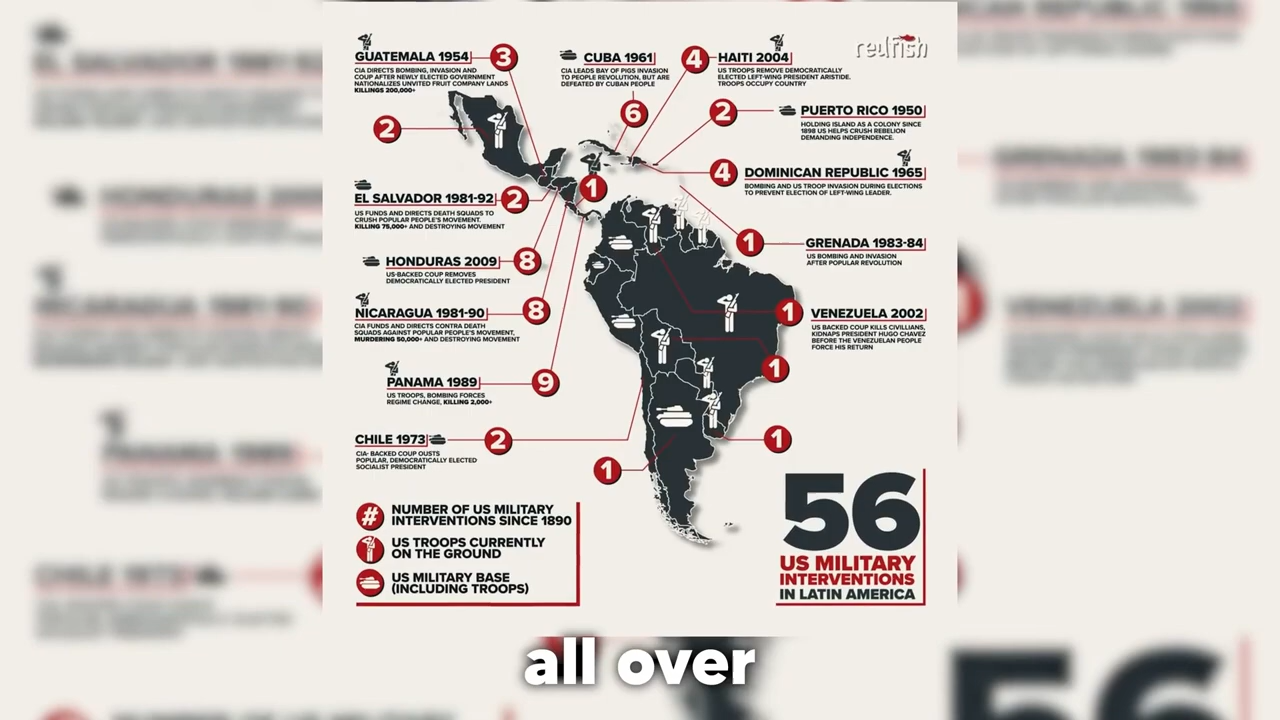 redfish
GUATEMALA 1954
3
CIA DIRECTS BOMBING, INVASION AND
COUP AFTER NEWLY ELECTED GOVERNMENT
NATIONALIZES UNVITED FRUIT COMPANY LANDS
KILLINGS 200,000+
CUBA 1961
CIA LEADS BAY OF PIGS INVASION
TO PEOPLE REVOLUTION, BUT ARE
DEFEATED BY CUBAN PEOPLE
6
4
HAITI 2004
US TROOPS REMOVE DEMOCRATICALLY
ELECTED LEFT-WING PRESIDENT ARISTIDE.
TROOPS OCCUPY COUNTRY
2
2
PUERTO RICO 1950
HOLDING ISLAND AS A COLONY SINCE
1898 US HELPS CRUSH REBELION
DEMANDING INDEPENDENCE.
4
DOMINICAN REPUBLIC 1965
BOMBING AND US TROOP INVASION DURING ELECTIONS
TO PREVENT ELECTION OF LEFT-WING LEADER.
EL SALVADOR 1981-92
2
1
US FUNDS AND DIRECTS DEATH SQUADS TO
CRUSH POPULAR PEOPLE'S MOVEMENT.
KILLING 75,000+ AND DESTROYING MOVEMENT
1
GRENADA 1983-84
US BOMBING AND INVASION
AFTER POPULAR REVOLUTION
HONDURAS 2009
8
US-BACKED COUP REMOVES
DEMOCRATICALLY ELECTED PRESIDENT
NICARAGUA 1981-90
8
CIA FUNDS AND DIRECTS CONTRA DEATH
SQUADS AGAINST POPULAR PEOPLE'S MOVEMENT,
MURDERING 50,000+ AND DESTROYING MOVEMENT
1
VENEZUELA 2002
US BACKED COUP KILLS CIVILLIANS,
KIDNAPS PRESIDENT HUGO CHAVEZ
BEFORE THE VENEZUELAN PEOPLE
FORCE HIS RETURN
1
PANAMA 1989
9
US TROOPS, BOMBING FORCES
REGIME CHANGE, KILLING 2,000+
CHILE 1973
2
CIA- BACKED COUP OUSTS
POPULAR, DEMOCRATICALLY ELECTED
SOCIALIST PRESIDENT
1
1
# NUMBER OF US MILITARY
INTERVENTIONS SINCE 1890
US TROOPS CURRENTLY
ON THE GROUND
US MILITARY BASE
(INCLUDING TROOPS)
56
US MILITARY
INTERVENTIONS
IN LATIN AMERICA
all over